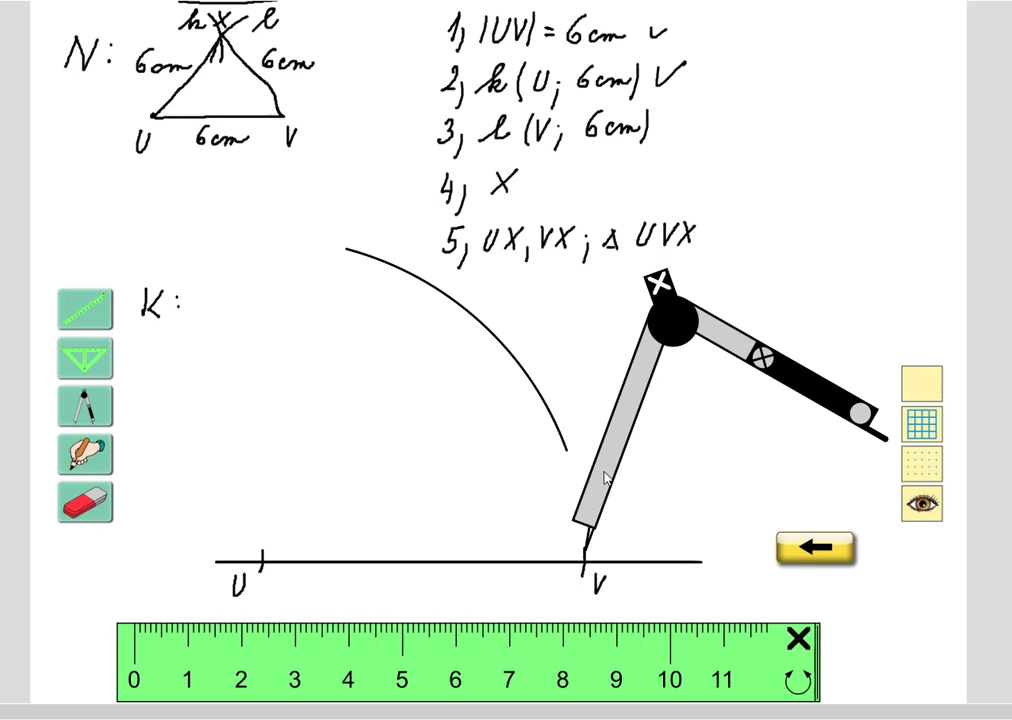 k l
N: 6cm 6cm
U 6cm V
1, |UV| = 6cm ✓
2, k (U; 6cm) ✓
3, l (V; 6cm)
4, X
5, UX, VX; Δ UVX
K:
U V
0 1 2 3 4 5 6 7 8 9 10 11